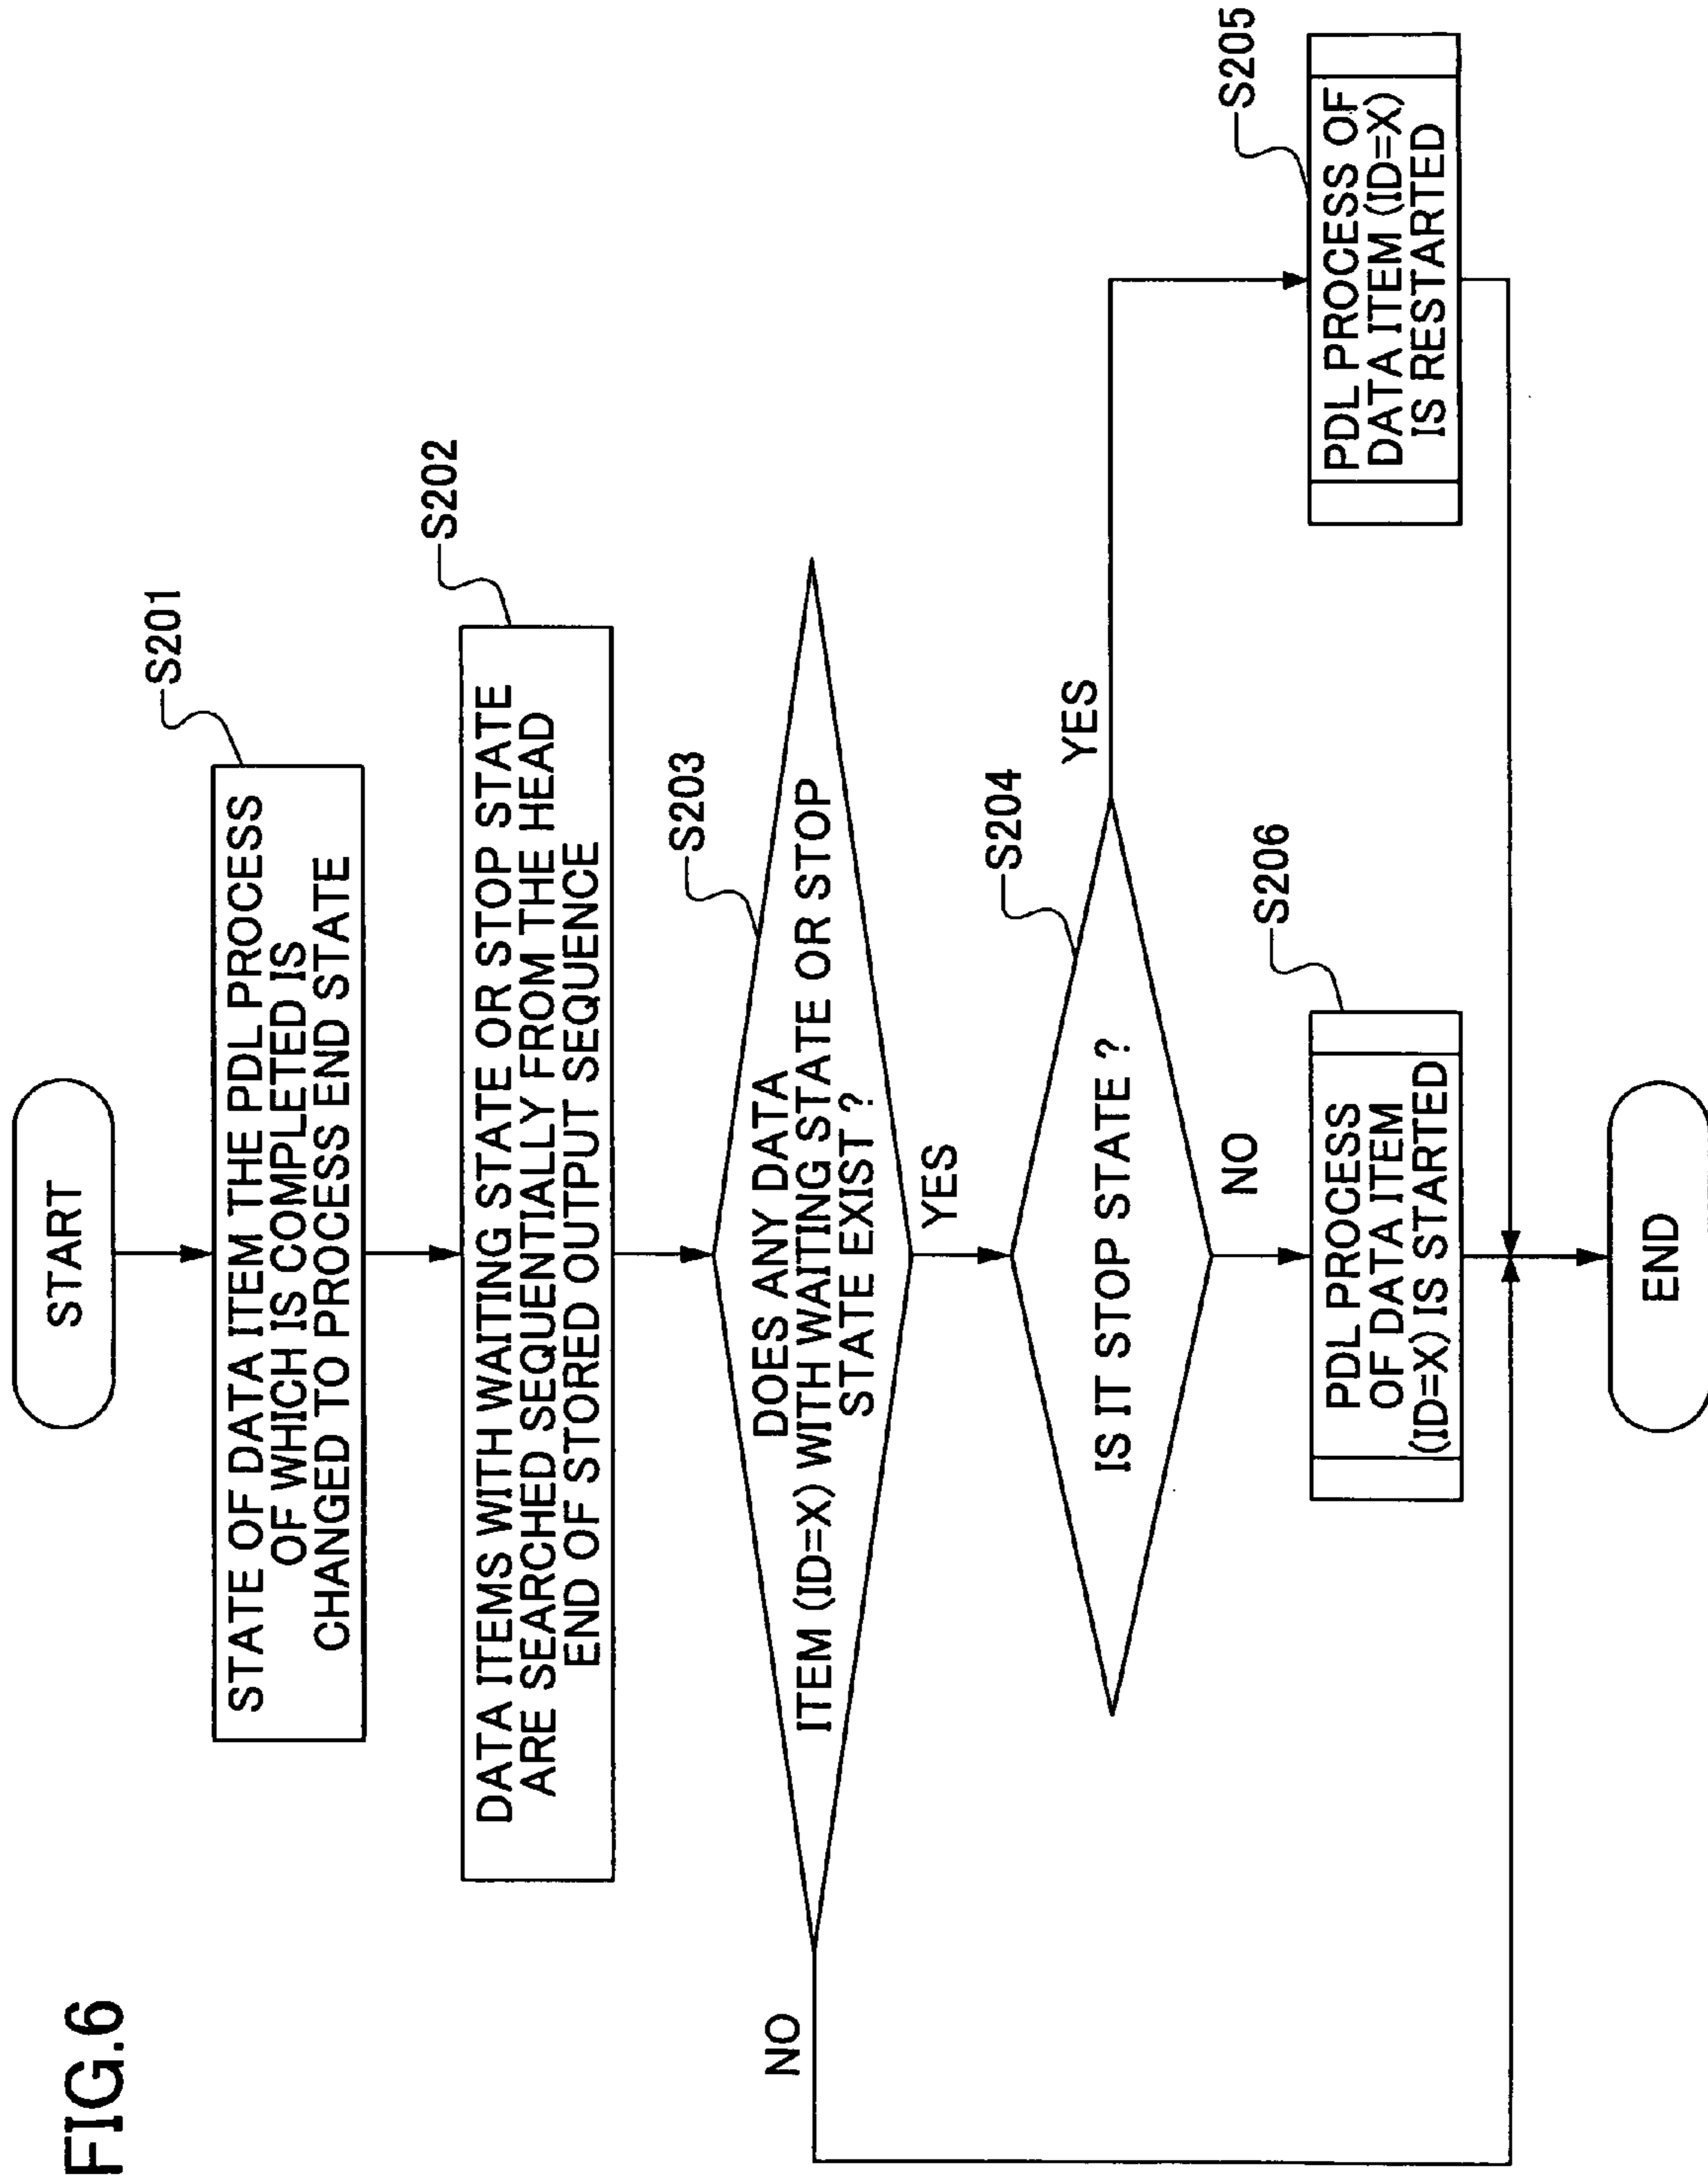 FIG.6
START
STATE OF DATA ITEM THE PDL PROCESS
OF WHICH IS COMPLETED IS
CHANGED TO PROCESS END STATE
S201
DATA ITEMS WITH WAITING STATE OR STOP STATE
ARE SEARCHED SEQUENTIALLY FROM THE HEAD
END OF STORED OUTPUT SEQUENCE
S202
DOES ANY DATA
ITEM (ID=X) WITH WAITING STATE OR STOP
STATE EXIST ?
S203
NO
YES
IS IT STOP STATE ?
S204
YES
NO
PDL PROCESS OF
DATA ITEM (ID=X)
IS RESTARTED
S205
PDL PROCESS
OF DATA ITEM
(ID=X) IS STARTED
S206
END